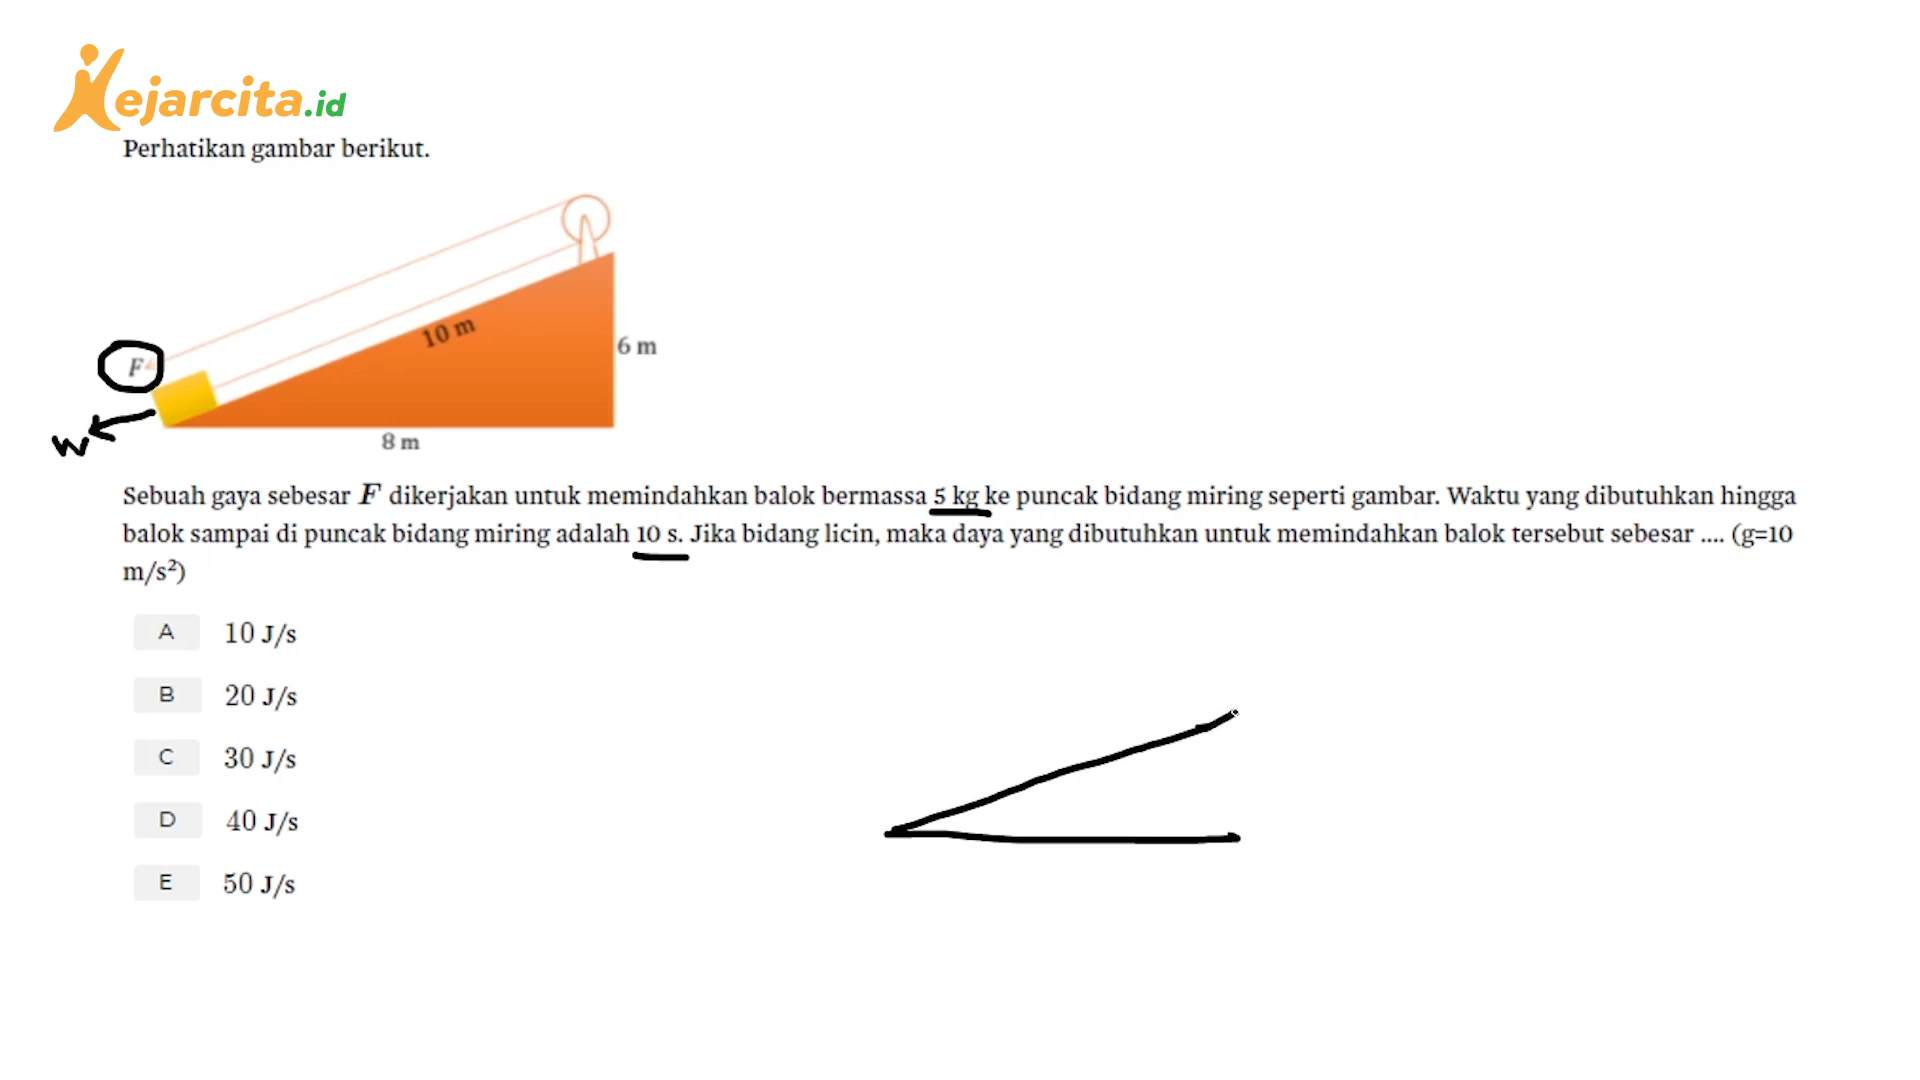 Kejarcita.id
Perhatikan gambar berikut.
10 m
6 m
F
W
8 m
Sebuah gaya sebesar F dikerjakan untuk memindahkan balok bermassa 5 kg ke puncak bidang miring seperti gambar. Waktu yang dibutuhkan hingga
balok sampai di puncak bidang miring adalah 10 s. Jika bidang licin, maka daya yang dibutuhkan untuk memindahkan balok tersebut sebesar .... (g=10
m/s²)
A 10 J/s
B 20 J/s
C 30 J/s
D 40 J/s
E 50 J/s